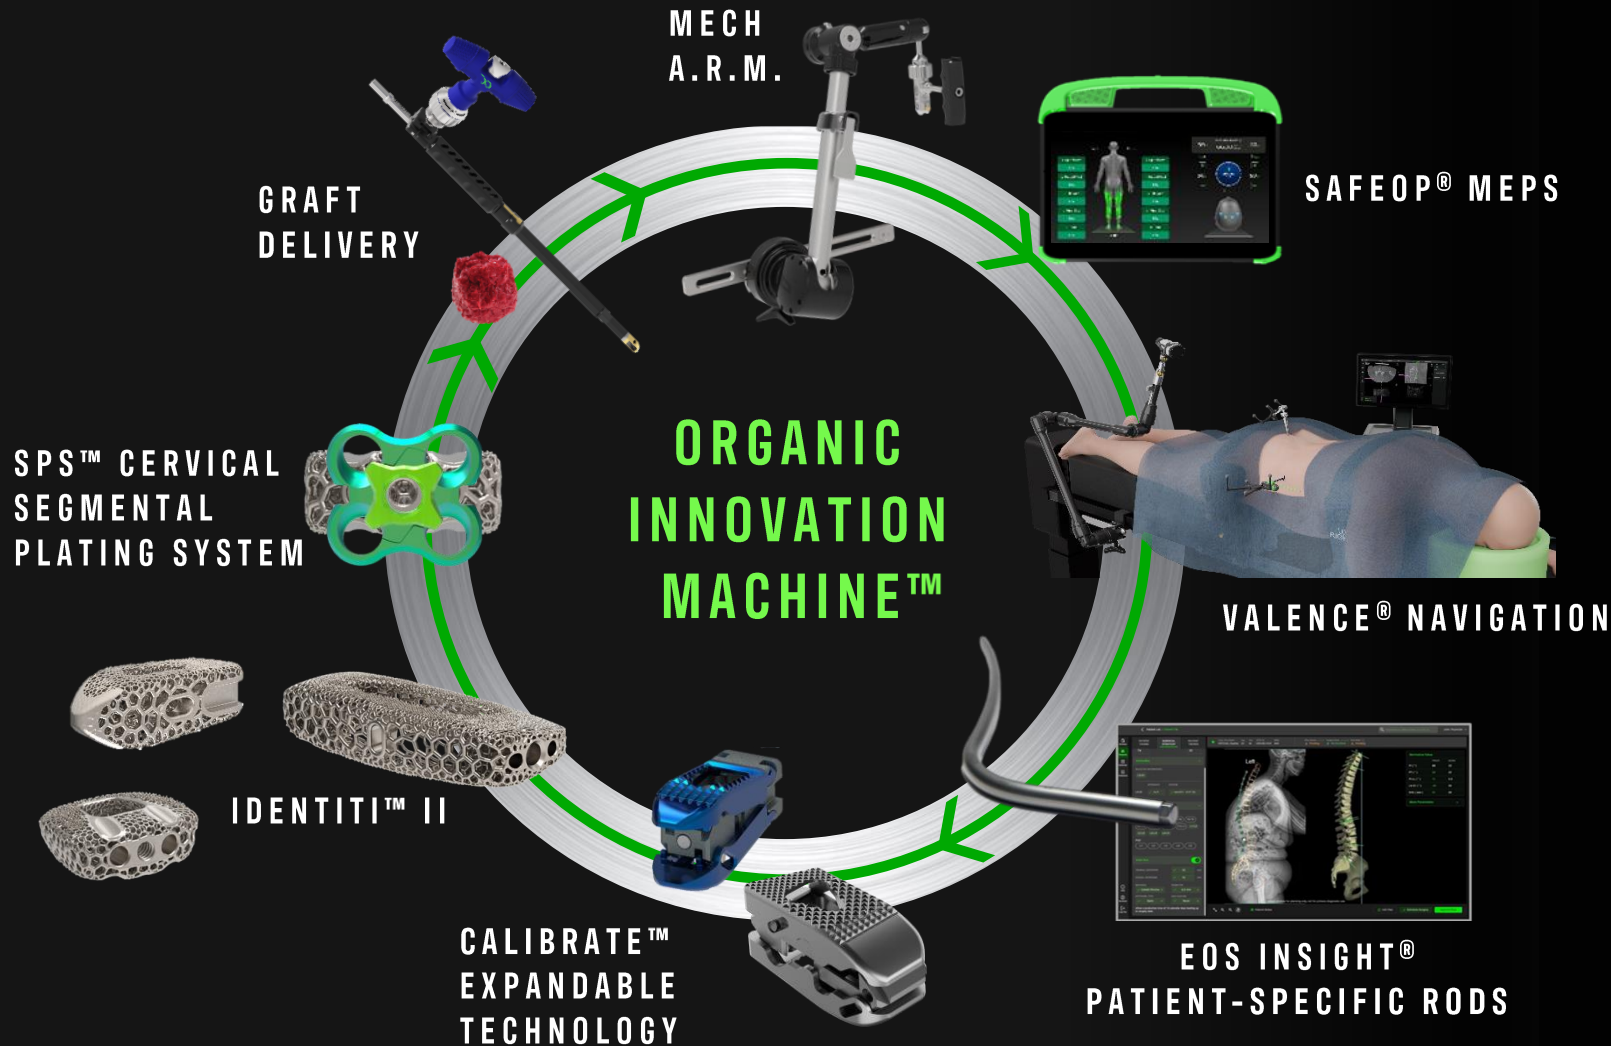 MECH
A.R.M.
SAFEOP® MEPS
GRAFT
DELIVERY
ORGANIC
INNOVATION
MACHINE™
SPS™ CERVICAL
SEGMENTAL
PLATING SYSTEM
VALENCE® NAVIGATION
IDENTITI™ II
Left
CALIBRATE™
EXPANDABLE
TECHNOLOGY
EOS INSIGHT®
PATIENT-SPECIFIC RODS